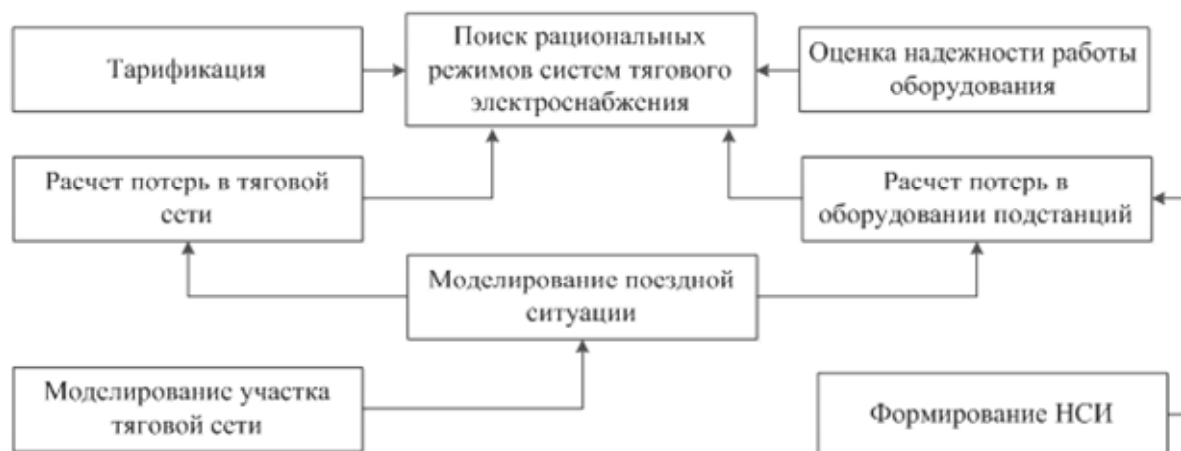 Тарификация
Поиск рациональных
режимов систем тягового
электроснабжения
Оценка надежности работы
оборудования
Расчет потерь в тяговой
сети
Расчет потерь в
оборудовании подстанций
Моделирование поездной
ситуации
Моделирование участка
тяговой сети
Формирование НСИ